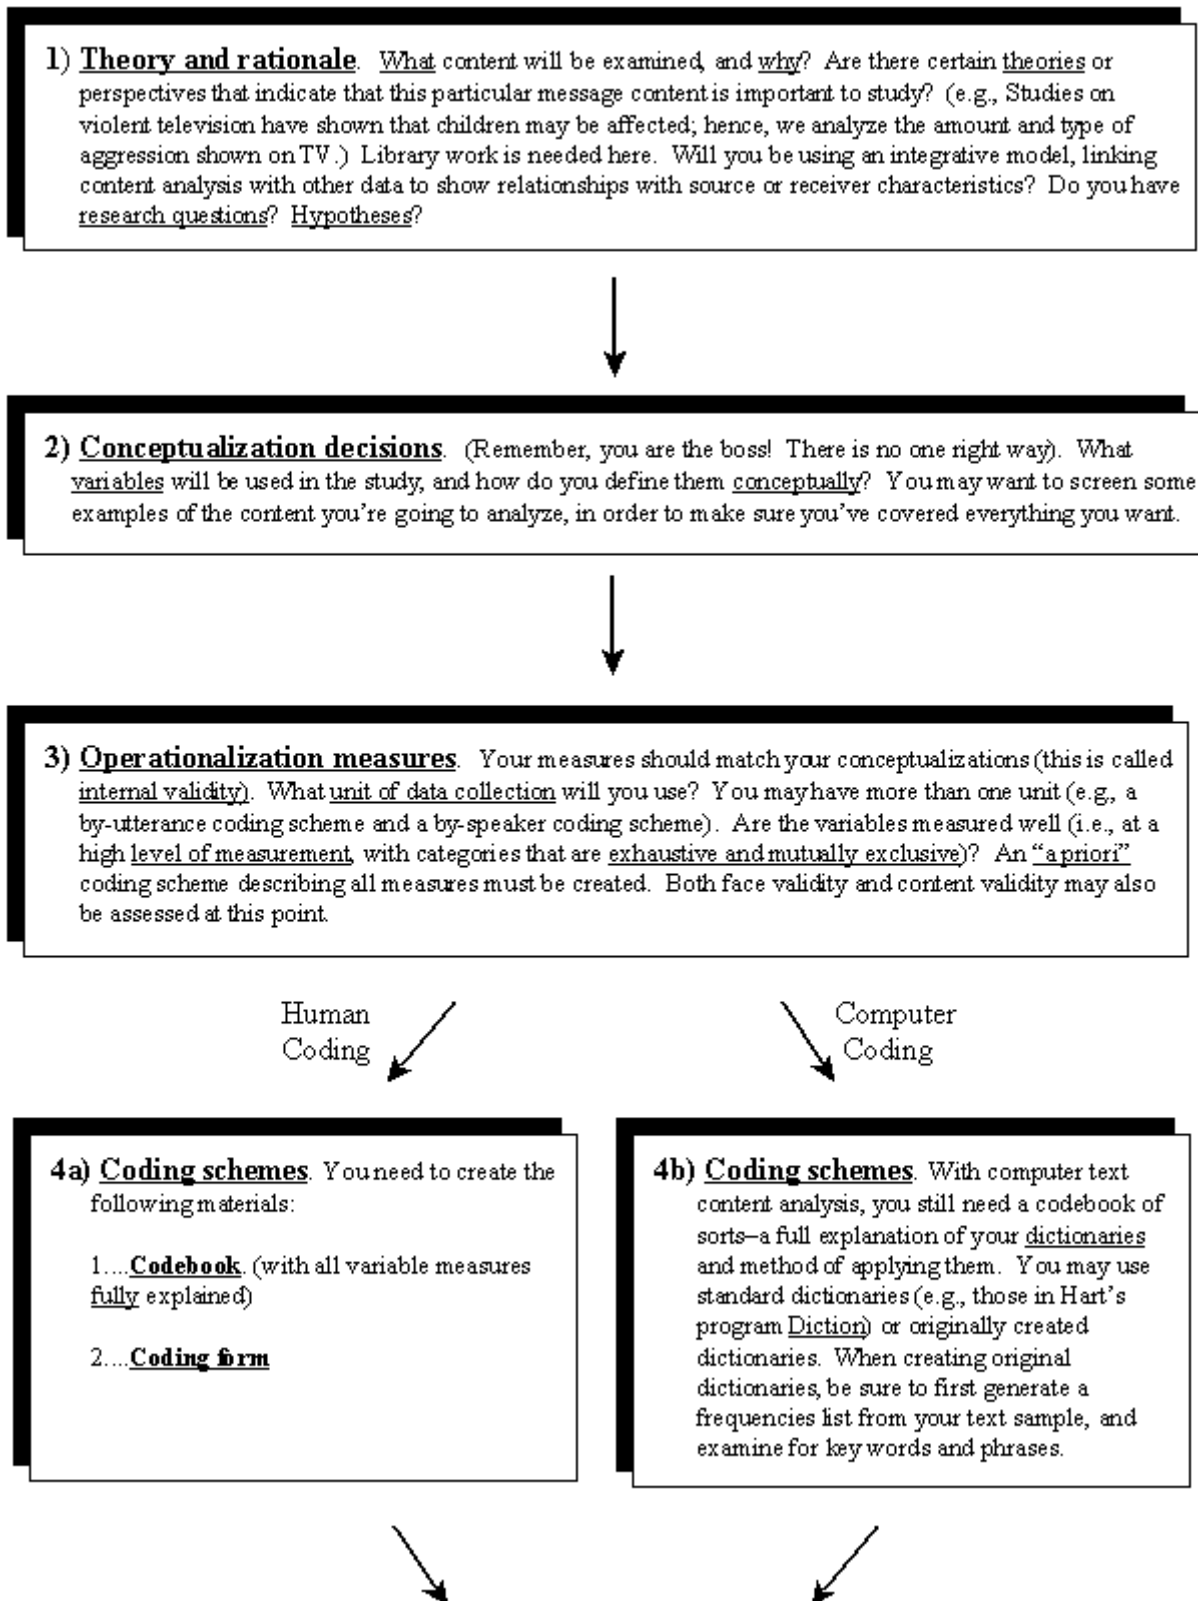 1) Theory and rationale. What content will be examined, and why? Are there certain theories or
perspectives that indicate that this particular message content is important to study? (e.g., Studies on
violent television have shown that children may be affected; hence, we analyze the amount and type of
aggression shown on TV.) Library work is needed here. Will you be using an integrative model, linking
content analysis with other data to show relationships with source or receiver characteristics? Do you have
research questions? Hypotheses?
2) Conceptualization decisions. (Remember, you are the boss! There is no one right way). What
variables will be used in the study, and how do you define them conceptually? You may want to screen some
examples of the content you're going to analyze, in order to make sure you've covered everything you want.
3) Operationalization measures. Your measures should match your conceptualizations (this is called
internal validity). What unit of data collection will you use? You may have more than one unit (e.g., a
by-utterance coding scheme and a by-speaker coding scheme). Are the variables measured well (i.e., at a
high level of measurement, with categories that are exhaustive and mutually exclusive)? An “a priori”
coding scheme describing all measures must be created. Both face validity and content validity may also
be assessed at this point.
Human
Coding
Computer
Coding
4a) Coding schemes. You need to create the
following materials:
1....Codebook. (with all variable measures
fully explained)
2....Coding form
4b) Coding schemes. With computer text
content analysis, you still need a codebook of
sorts–a full explanation of your dictionaries
and method of applying them. You may use
standard dictionaries (e.g., those in Hart's
program Diction) or originally created
dictionaries. When creating original
dictionaries, be sure to first generate a
frequencies list from your text sample, and
examine for key words and phrases.